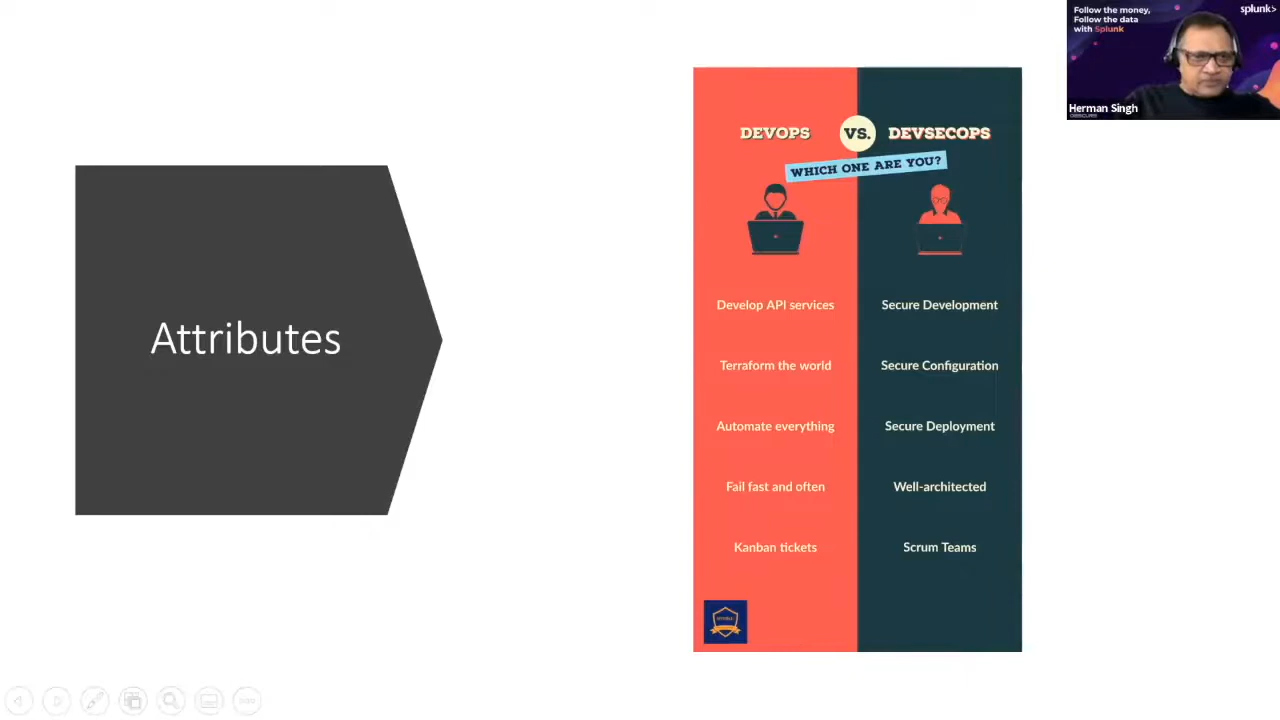 Follow the money,
Follow the data
with Splunk
splunk>
Herman Singh
Attributes
DEVOPS VS. DEVSECOPS
WHICH ONE ARE YOU?
Develop API services Secure Development
Terraform the world Secure Configuration
Automate everything Secure Deployment
Fail fast and often Well-architected
Kanban tickets Scrum Teams